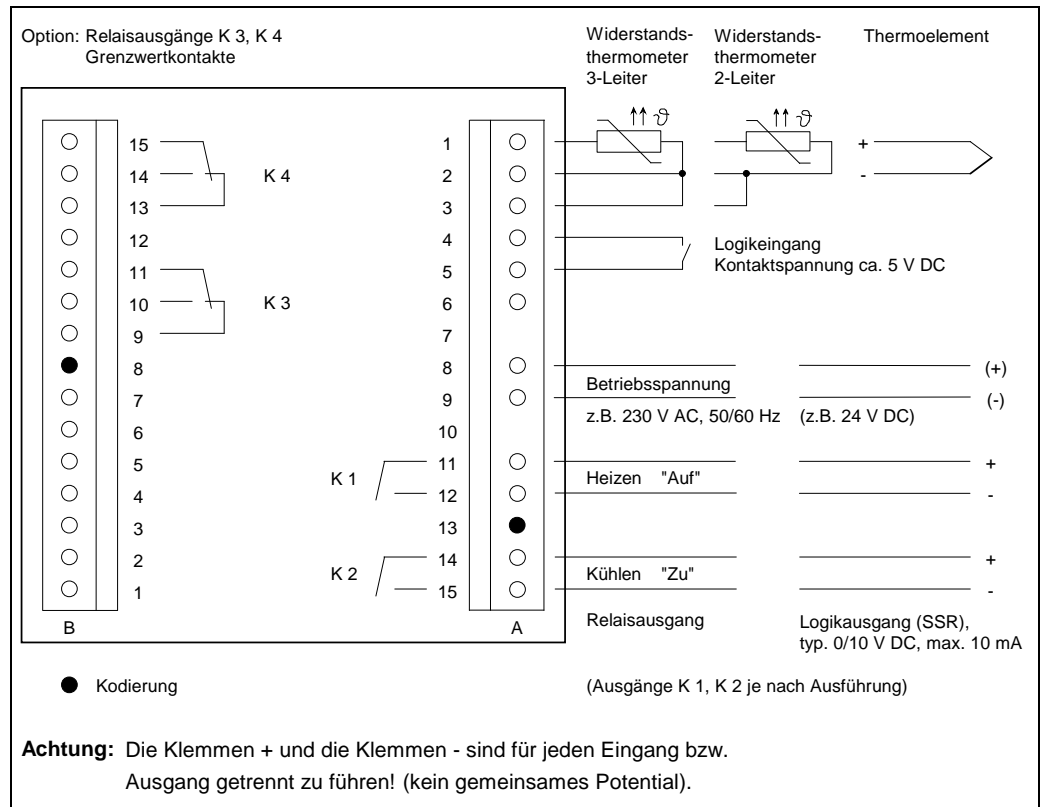 Option: Relaisausgänge K 3, K 4
Grenzwertkontakte
Widerstands-
thermometer
3-Leiter
Widerstands-
thermometer
2-Leiter
Thermoelement
ϑ
ϑ
15
14
K 4
13
12
11
10
K 3
9
8
7
6
5
4
3
2
1
B
1
2
3
4
5
6
7
8
9
10
K 1
11
12
13
K 2
14
15
A
+
-
Logikeingang
Kontaktspannung ca. 5 V DC
(+)
Betriebsspannung
(-)
z.B. 230 V AC, 50/60 Hz (z.B. 24 V DC)
+
Heizen "Auf"
-
+
Kühlen "Zu"
-
Relaisausgang
Logikausgang (SSR),
typ. 0/10 V DC, max. 10 mA
Kodierung
(Ausgänge K 1, K 2 je nach Ausführung)
Achtung: Die Klemmen + und die Klemmen - sind für jeden Eingang bzw.
Ausgang getrennt zu führen! (kein gemeinsames Potential).